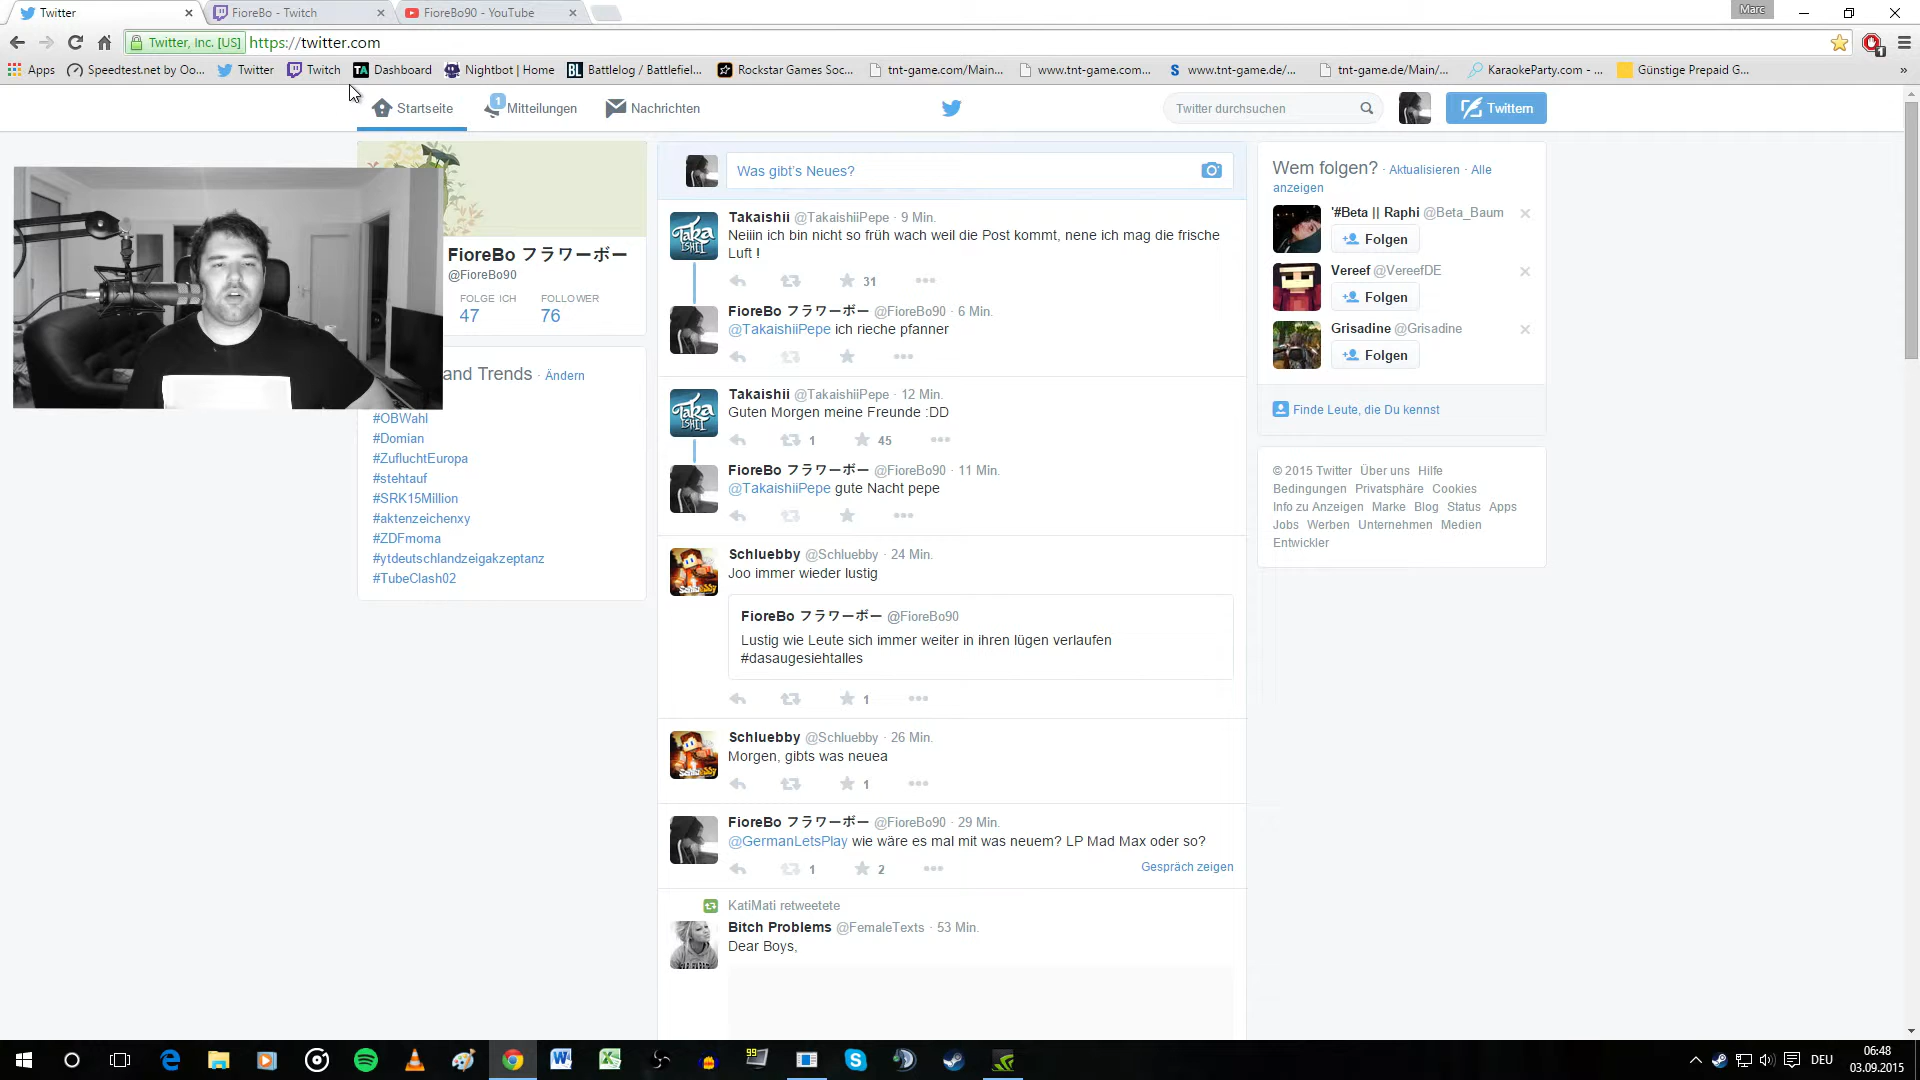 Twitter
FioreBo - Twitch
FioreBo90 - YouTube
Marc
Twitter, Inc. [US]
https://twitter.com
Apps
Speedtest.net by Oo...
Twitter
Twitch
TA Dashboard
Nightbot | Home
BL Battlelog / Battlefiel...
Rockstar Games Soc...
tnt-game.com/Main...
www.tnt-game.com...
S www.tnt-game.de/...
tnt-game.de/Main/...
KaraokeParty.com - ...
Günstige Prepaid G...
»
Startseite
1
Mitteilungen
Nachrichten
Twitter durchsuchen
Twittern
FioreBo フラワーボー
@FioreBo90
FOLGE ICH
47
FOLLOWER
76
and Trends · Ändern
#OBWahl
#Domian
#ZufluchtEuropa
#stehtauf
#SRK15Million
#aktenzeichenxy
#ZDFmoma
#ytdeutschlandzeigakzeptanz
#TubeClash02
Was gibt's Neues?
TAKA
ISHII
Takaishii @TakaishiiPepe · 9 Min.
Neiiin ich bin nicht so früh wach weil die Post kommt, nene ich mag die frische
Luft !
31
FioreBo フラワーボー @FioreBo90 · 6 Min.
@TakaishiiPepe ich rieche pfanner
TAKA
ISHII
Takaishii @TakaishiiPepe · 12 Min.
Guten Morgen meine Freunde :DD
1
45
FioreBo フラワーボー @FioreBo90 · 11 Min.
@TakaishiiPepe gute Nacht pepe
Schluebby
Schluebby @Schluebby · 24 Min.
Joo immer wieder lustig
FioreBo フラワーボー @FioreBo90
Lustig wie Leute sich immer weiter in ihren lügen verlaufen
#dasaugesiehtalles
1
Schluebby
Schluebby @Schluebby · 26 Min.
Morgen, gibts was neuea
1
FioreBo フラワーボー @FioreBo90 · 29 Min.
@GermanLetsPlay wie wäre es mal mit was neuem? LP Mad Max oder so?
1
2
Gespräch zeigen
KatiMati retweetete
Bitch Problems @FemaleTexts · 53 Min.
Dear Boys,
Wem folgen? · Aktualisieren · Alle
anzeigen
'#Beta || Raphi @Beta_Baum
Folgen
Vereef @VereefDE
Folgen
Grisadine @Grisadine
Folgen
Finde Leute, die Du kennst
© 2015 Twitter Über uns Hilfe
Bedingungen Privatsphäre Cookies
Info zu Anzeigen Marke Blog Status Apps
Jobs Werben Unternehmen Medien
Entwickler
99
DEU
06:48
03.09.2015